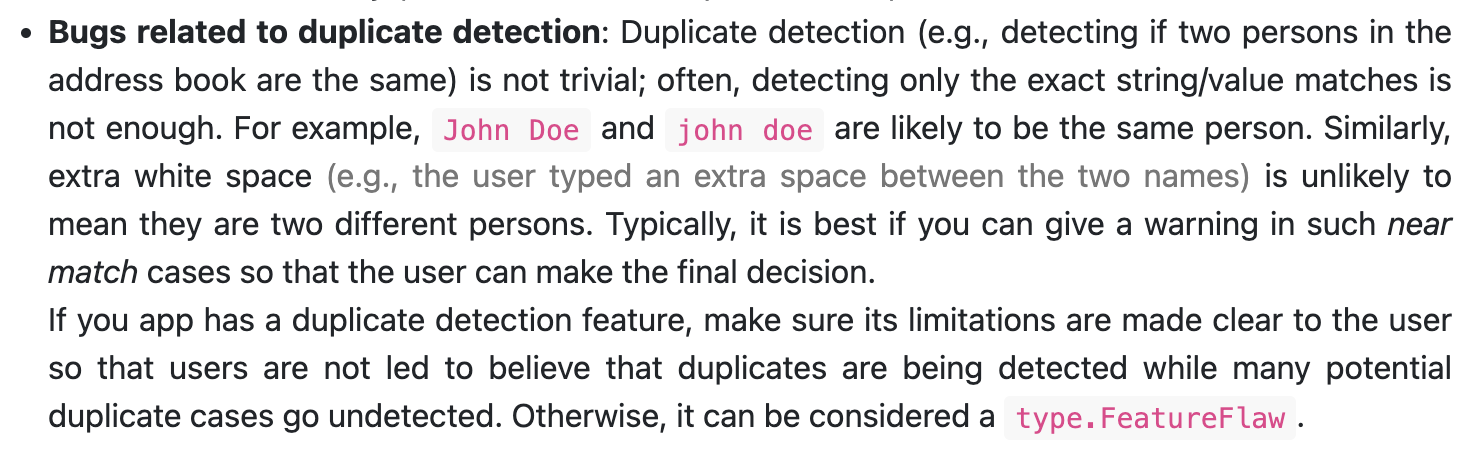 • Bugs related to duplicate detection: Duplicate detection (e.g., detecting if two persons in the
address book are the same) is not trivial; often, detecting only the exact string/value matches is
not enough. For example, John Doe and john doe are likely to be the same person. Similarly,
extra white space (e.g., the user typed an extra space between the two names) is unlikely to
mean they are two different persons. Typically, it is best if you can give a warning in such near
match cases so that the user can make the final decision.
If you app has a duplicate detection feature, make sure its limitations are made clear to the user
so that users are not led to believe that duplicates are being detected while many potential
duplicate cases go undetected. Otherwise, it can be considered a type.FeatureFlaw.